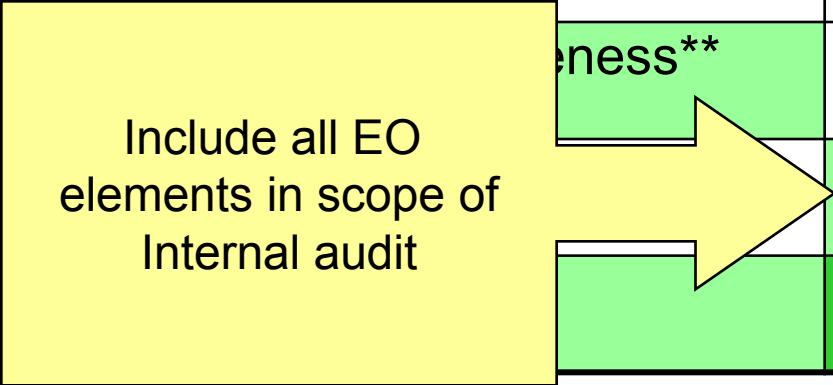 eness**
Include all EO
elements in scope of
Internal audit